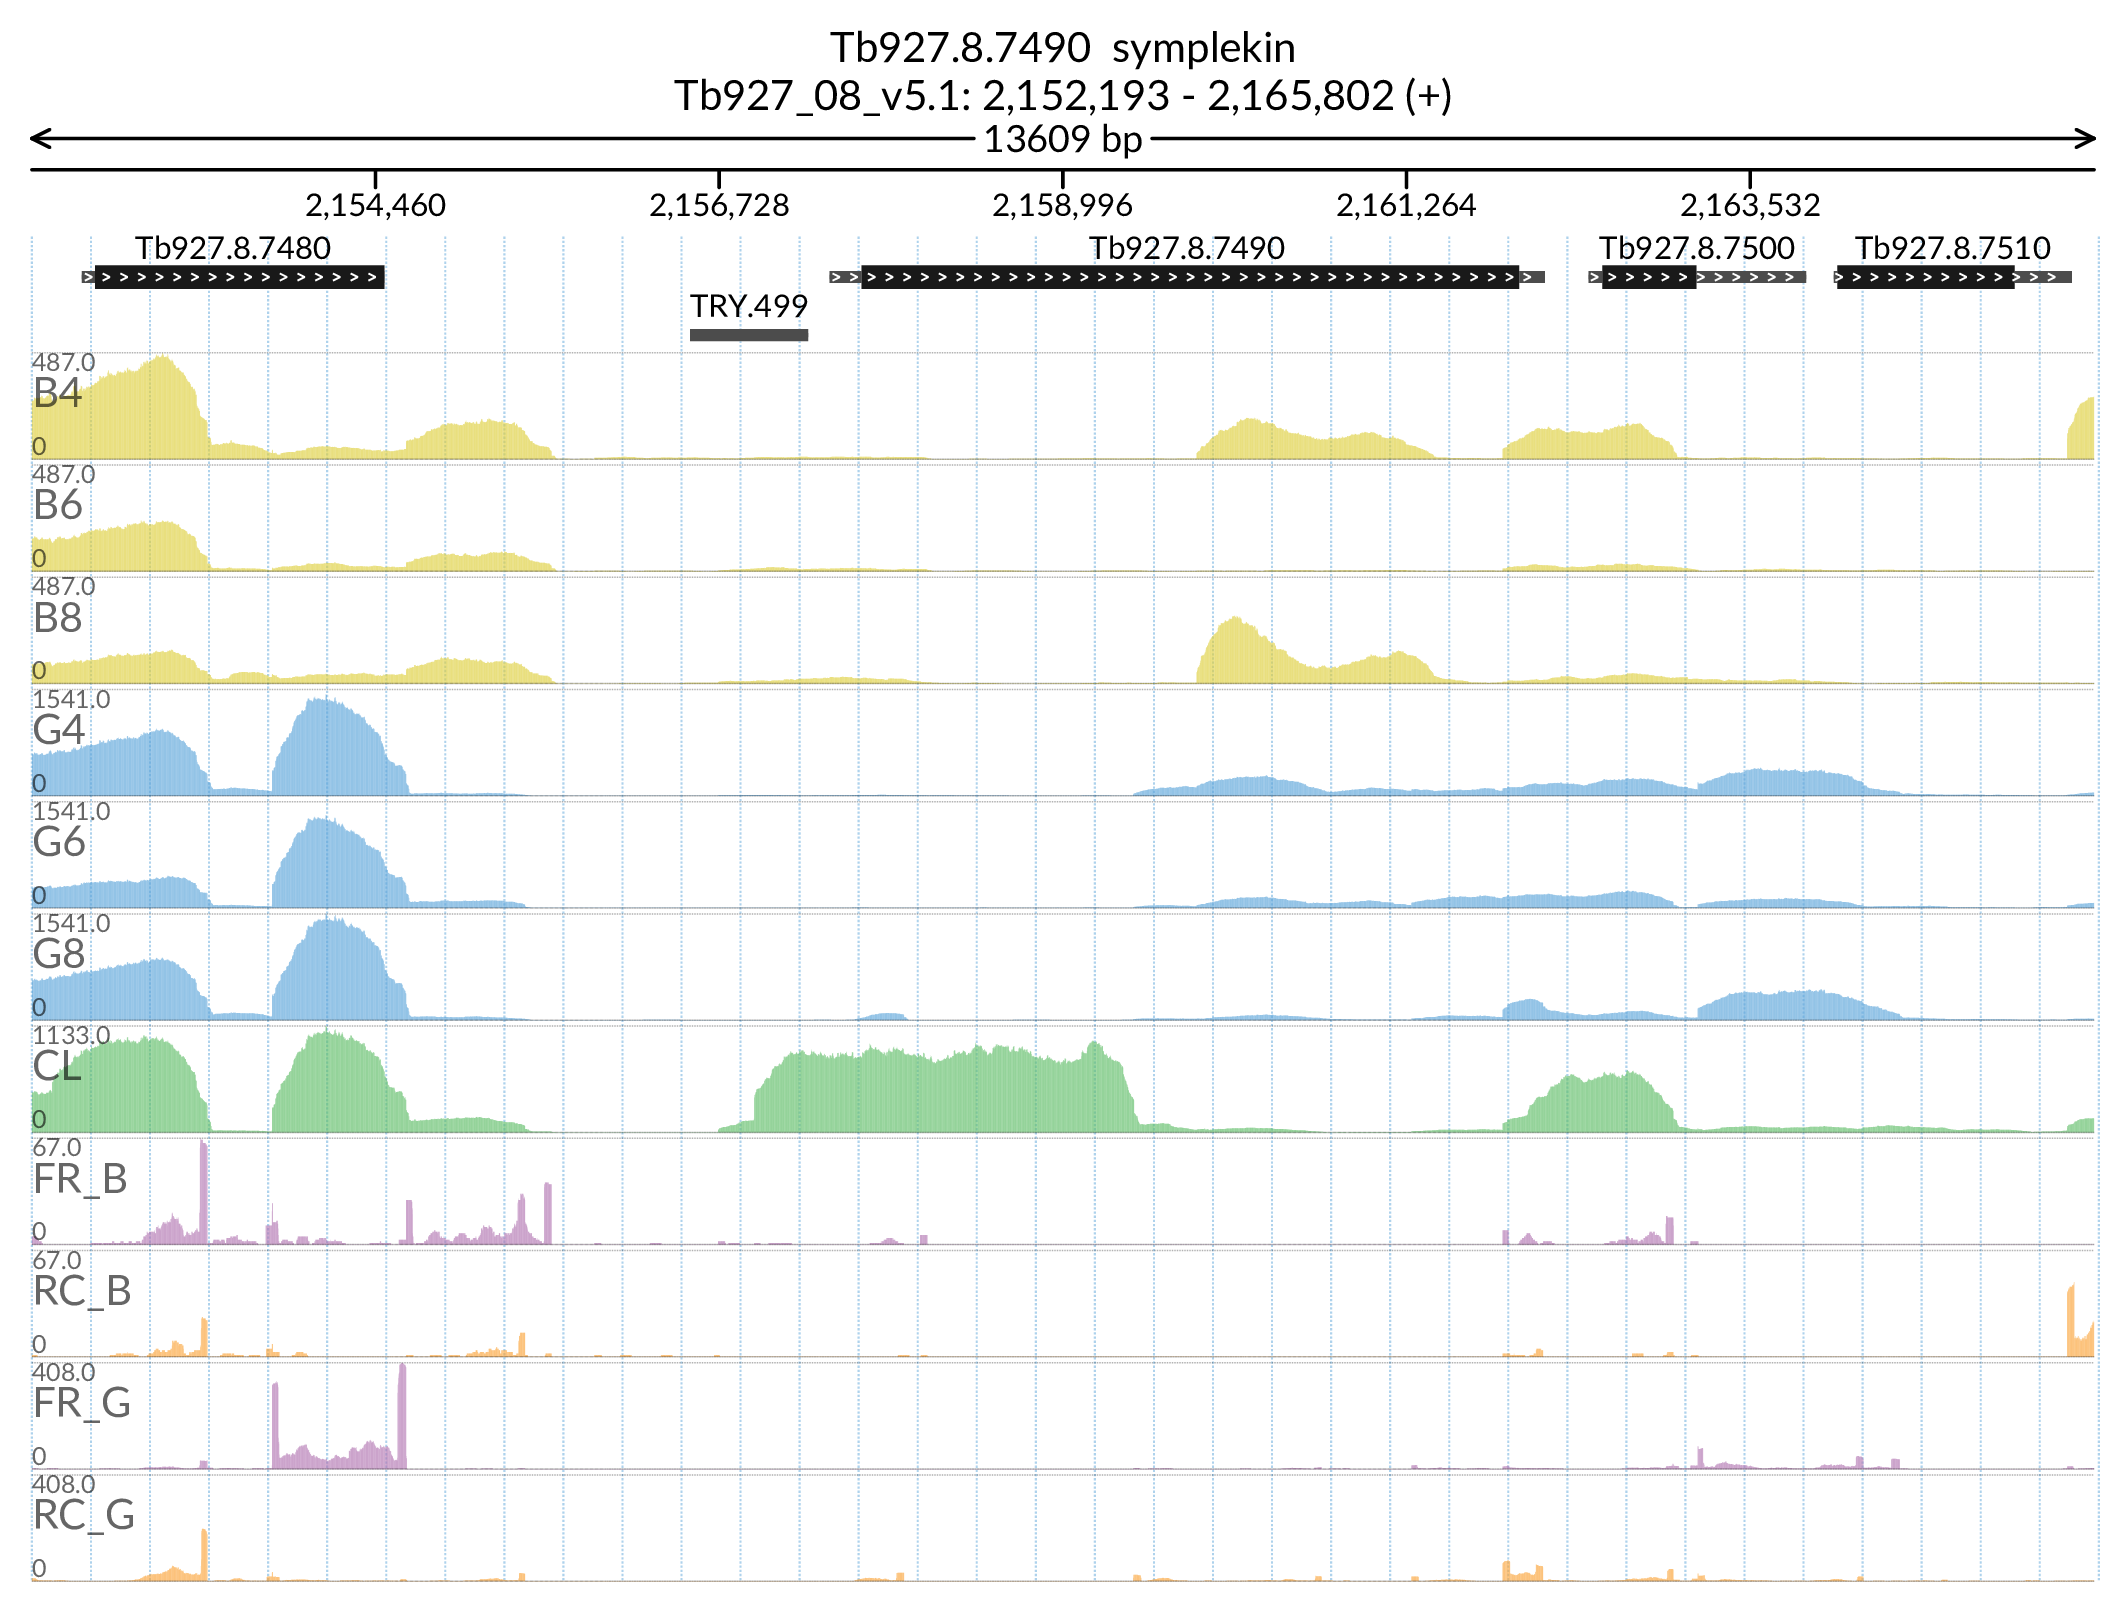 Tb927.8.7490 symplekin
Tb927_08_v5.1: 2,152,193 - 2,165,802 (+)
13609 bp
2,154,460 2,156,728 2,158,996 2,161,264 2,163,532
Tb927.8.7480 Tb927.8.7490 Tb927.8.7500 Tb927.8.7510
TRY.499
487.0
B4
0
487.0
B6
0
487.0
B8
0
1541.0
G4
0
1541.0
G6
0
1541.0
G8
0
1133.0
CL
0
67.0
FR_B
0
67.0
RC_B
0
408.0
FR_G
0
408.0
RC_G
0